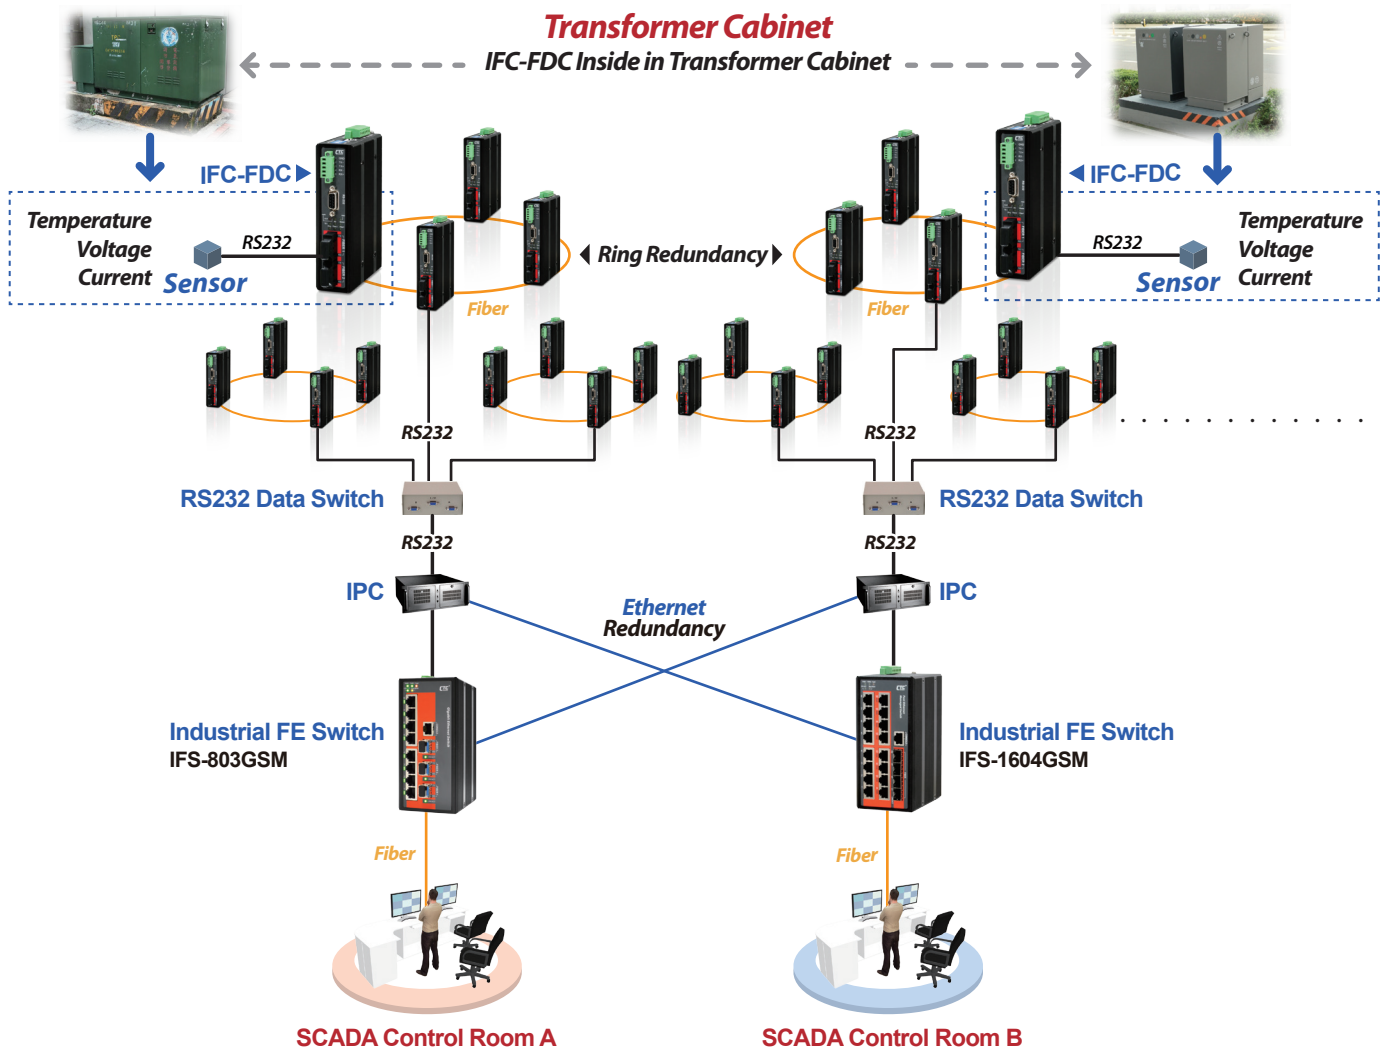 Transformer Cabinet
IFC-FDC Inside in Transformer Cabinet
IFC-FDC
IFC-FDC
Temperature
Voltage
Current
RS232
Sensor
Ring Redundancy
RS232
Sensor
Temperature
Voltage
Current
Fiber
Fiber
RS232
RS232
RS232 Data Switch
RS232 Data Switch
RS232
RS232
IPC
IPC
Ethernet
Redundancy
Industrial FE Switch
IFS-803GSM
Industrial FE Switch
IFS-1604GSM
Fiber
Fiber
SCADA Control Room A
SCADA Control Room B